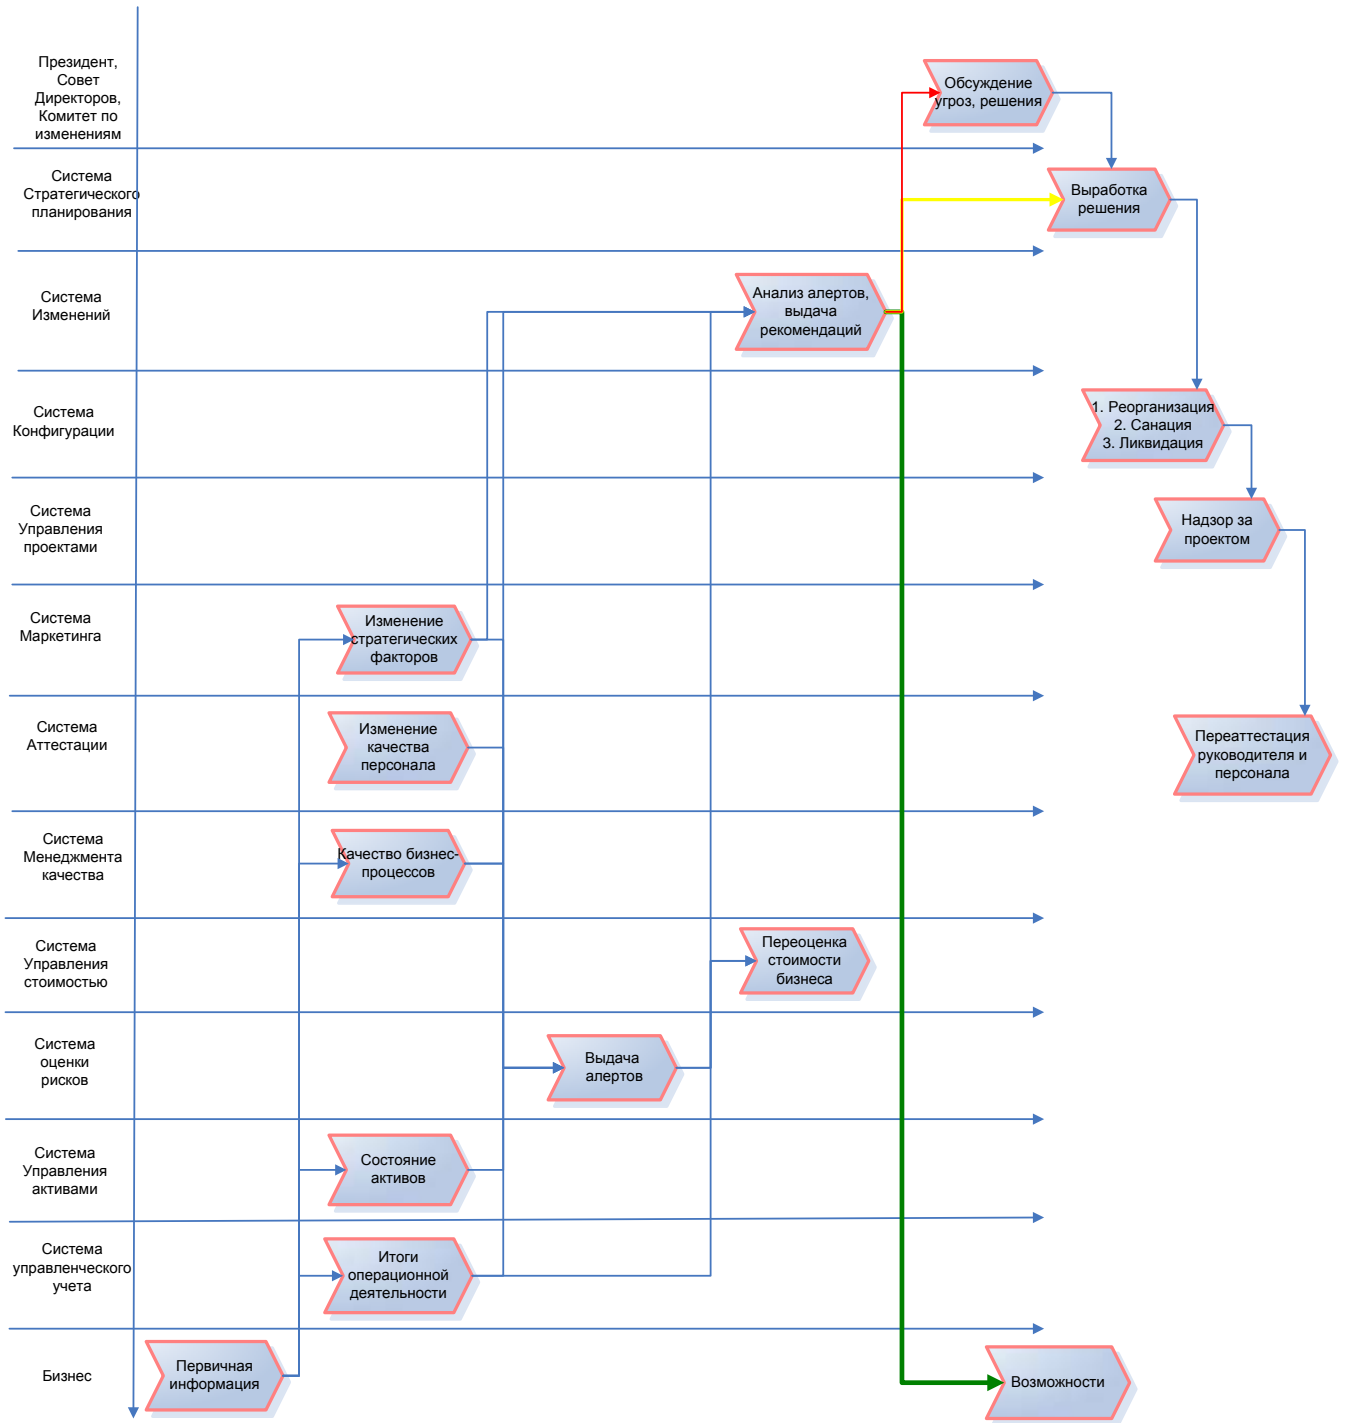 Президент,
Совет
Директоров,
Комитет по
изменениям
Обсуждение
угроз, решения
Система
Стратегического
планирования
Выработка
решения
Система
Изменений
Анализ алертов,
выдача
рекомендаций
Система
Конфигурации
1. Реорганизация
2. Санация
3. Ликвидация
Система
Управления
проектами
Надзор за
проектом
Система
Маркетинга
Изменение
стратегических
факторов
Система
Аттестации
Изменение
качества
персонала
Переаттестация
руководителя и
персонала
Система
Менеджмента
качества
Качество бизнес-
процессов
Система
Управления
стоимостью
Переоценка
стоимости
бизнеса
Система
оценки
рисков
Выдача
алертов
Система
Управления
активами
Состояние
активов
Система
управленческого
учета
Итоги
операционной
деятельности
Бизнес
Первичная
информация
Возможности